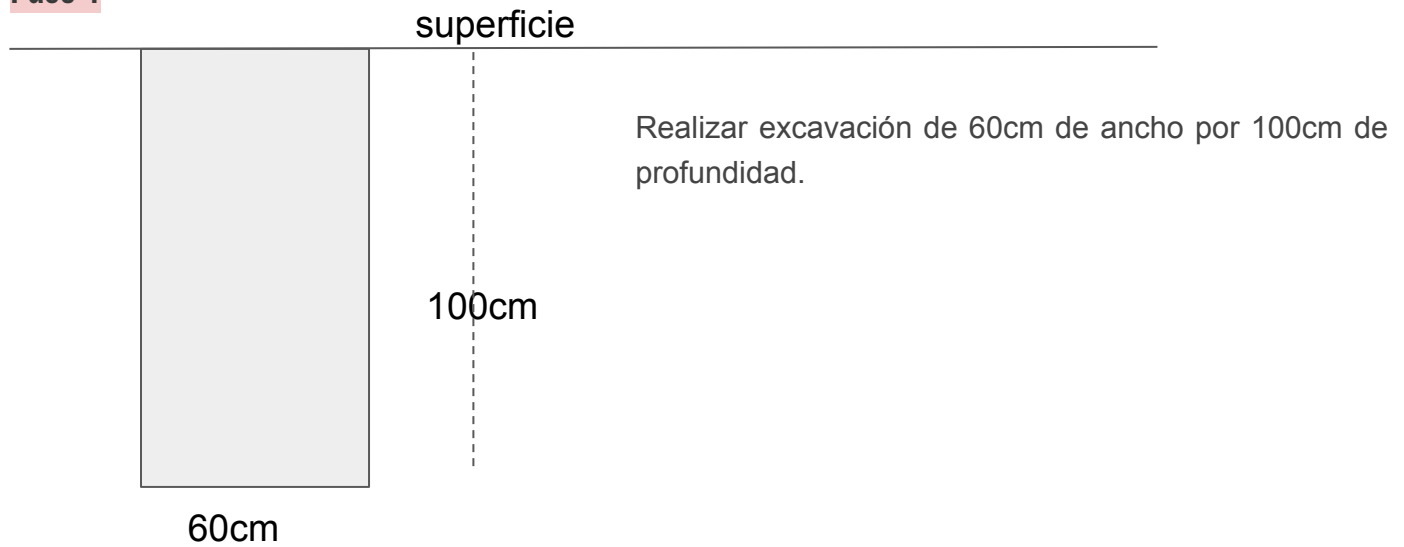 superficie
Realizar excavación de 60cm de ancho por 100cm de
profundidad.
100cm
60cm